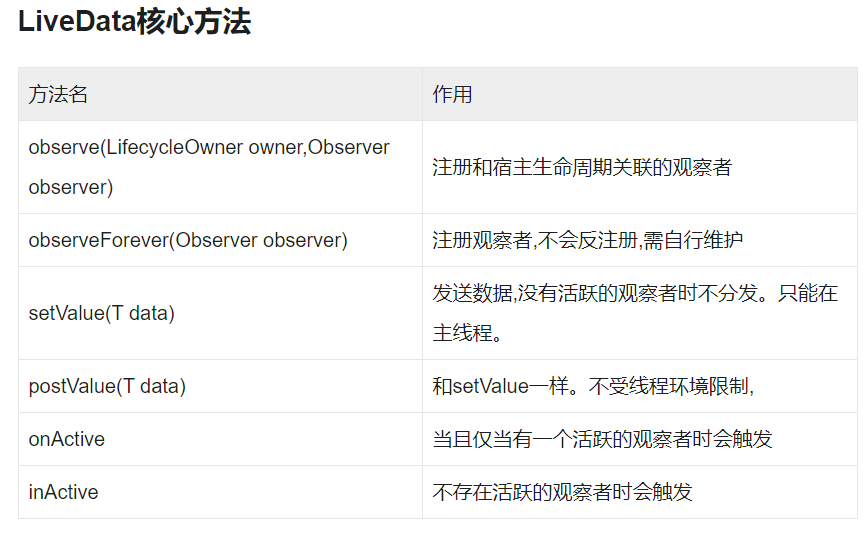 LiveData核心方法
方法名
作用
observe(LifecycleOwner owner,Observer
observer)
注册和宿主生命周期关联的观察者
observeForever(Observer observer)
注册观察者,不会反注册,需自行维护
setValue(T data)
发送数据,没有活跃的观察者时不分发。只能在
主线程。
postValue(T data)
和setValue一样。不受线程环境限制,
onActive
当且仅当有一个活跃的观察者时会触发
inActive
不存在活跃的观察者时会触发